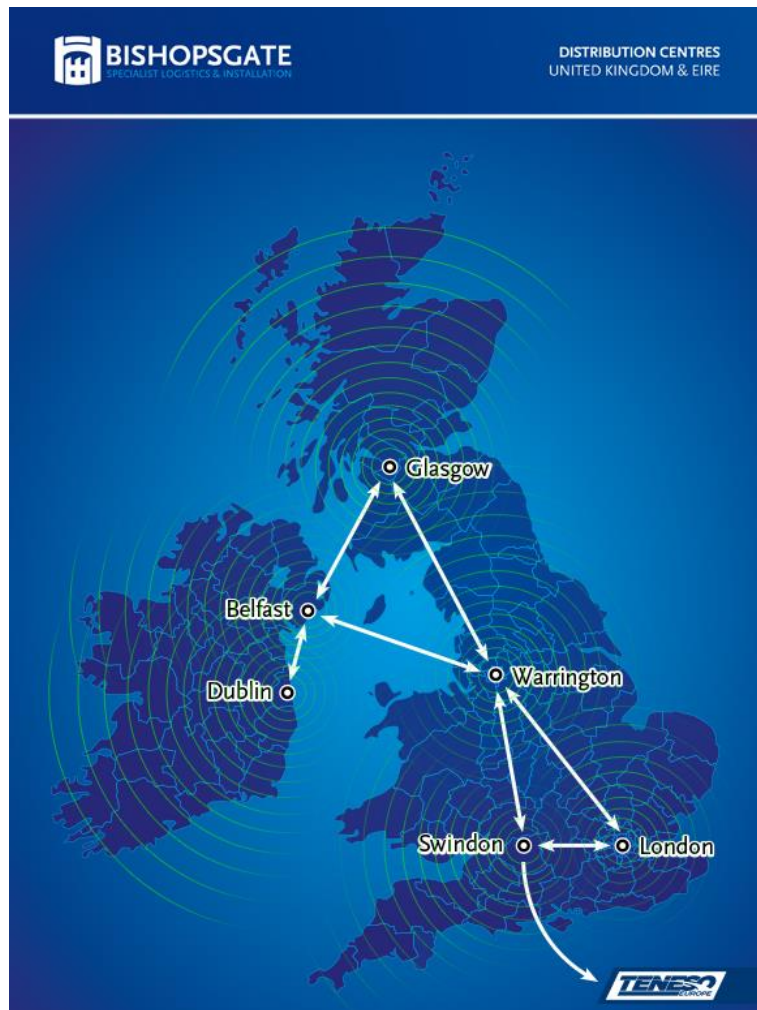 BISHOPSGATE
SPECIALIST LOGISTICS & INSTALLATION
DISTRIBUTION CENTRES
UNITED KINGDOM & EIRE
Glasgow
Belfast
Dublin
Warrington
Swindon
London
TENESO
EUROPE